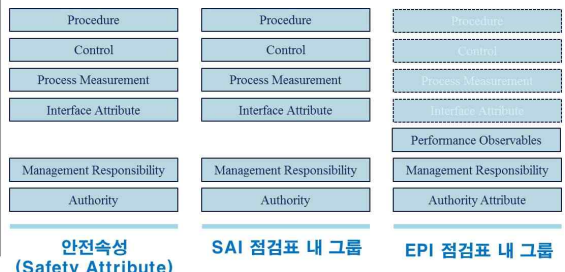 Procedure
Control
Process Measurement
Interface Attribute
Management Responsibility
Authority
안전속성
(Safety Attribute)
Procedure
Control
Process Measurement
Interface Attribute
Management Responsibility
Authority
SAI 점검표 내 그룹
Procedure
Control
Process Measurement
Interface Attribute
Performance Observables
Management Responsibility
Authority Attribute
EPI 점검표 내 그룹